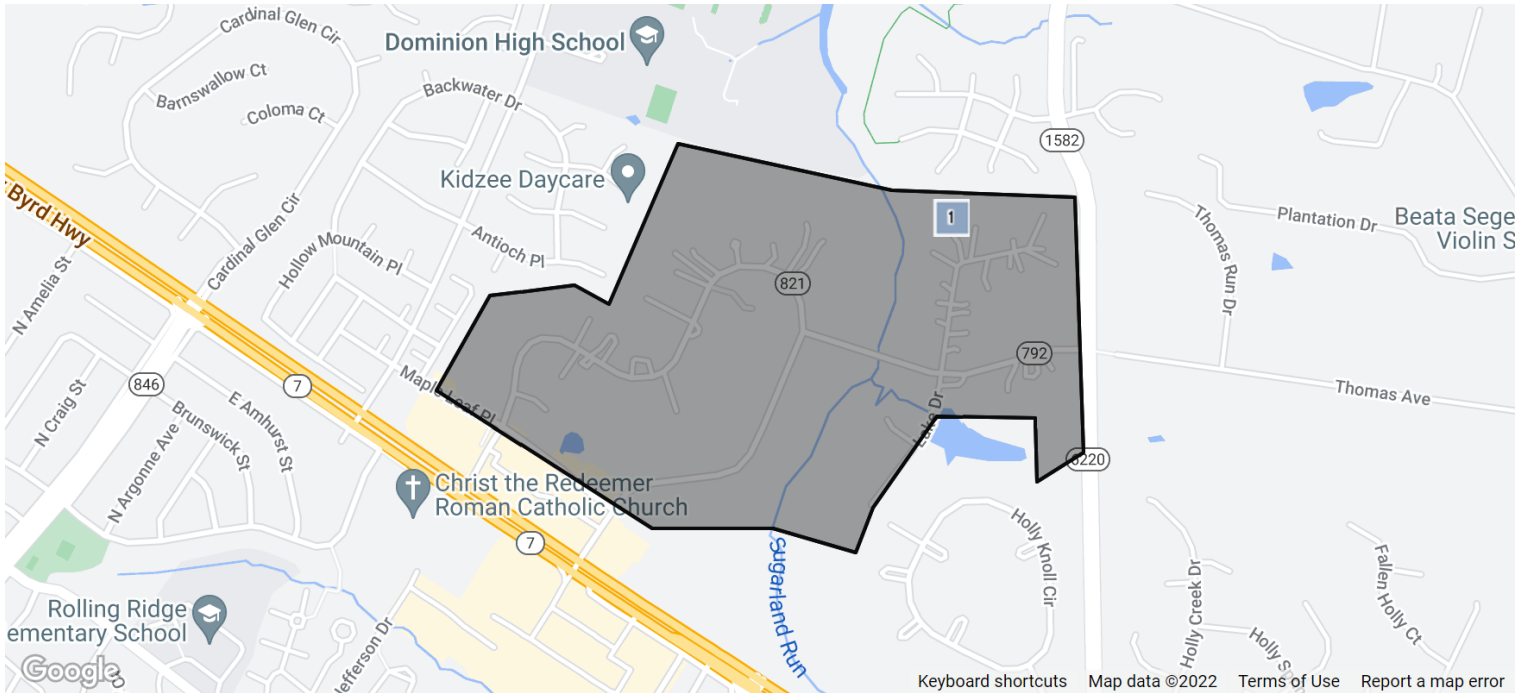 Cardinal Glen Cir
Dominion High School
Barnswallow Ct
Backwater Dr
Coloma Ct
1582
Kidzee Daycare
Byrd Hwy
Cardinal Glen Cir
1
Thomas Run Dr
Plantation Dr
Beata Sege
Violin S
Antioch Pl
Hollow Mountain Pl
N Amelia St
821
792
846
7
Maple Leaf Pl
Thomas Ave
N Craig St
E Amhurst St
Brunswick St
N Argonne Ave
Lake Dr
Christ the Redeemer
Roman Catholic Church
7
Holly Knoll Cir
Sugarland Run
Fallen Holly Ct
Holly Creek Dr
Rolling Ridge
ementary School
efferson Dr
Google
Keyboard shortcuts
Map data ©2022
Terms of Use
Report a map error